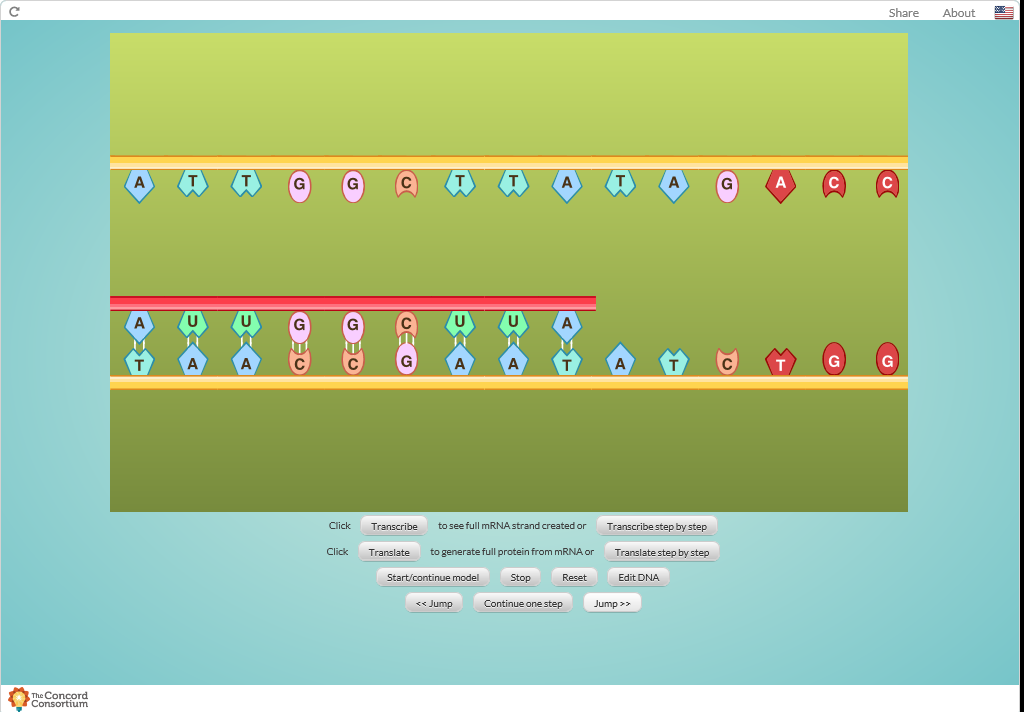 Share About
A T T G G C T T A T A G A C C
A U U G G C U U A
T A A C C G A A T A T C T G G
Click Transcribe to see full mRNA strand created or Transcribe step by step
Click Translate to generate full protein from mRNA or Translate step by step
Start/continue model Stop Reset Edit DNA
<< Jump Continue one step Jump >>
The Concord
Consortium